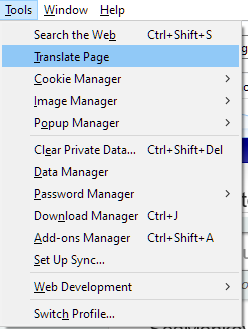 Tools Window Help
Search the Web Ctrl+Shift+S
Translate Page
Cookie Manager
Image Manager
Popup Manager
Clear Private Data... Ctrl+Shift+Del
Data Manager
Password Manager
Download Manager Ctrl+J
Add-ons Manager Ctrl+Shift+A
Set Up Sync...
Web Development
Switch Profile...